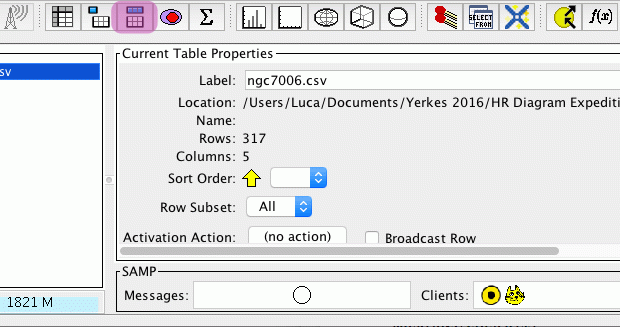 Σ
SELECT FROM
f(x)
sv
Current Table Properties
Label: ngc7006.csv
Location: /Users/Luca/Documents/Yerkes 2016/HR Diagram Expediti
Name:
Rows: 317
Columns: 5
Sort Order:
Row Subset: All
Activation Action: (no action) Broadcast Row
SAMP
1821 M Messages: Clients: